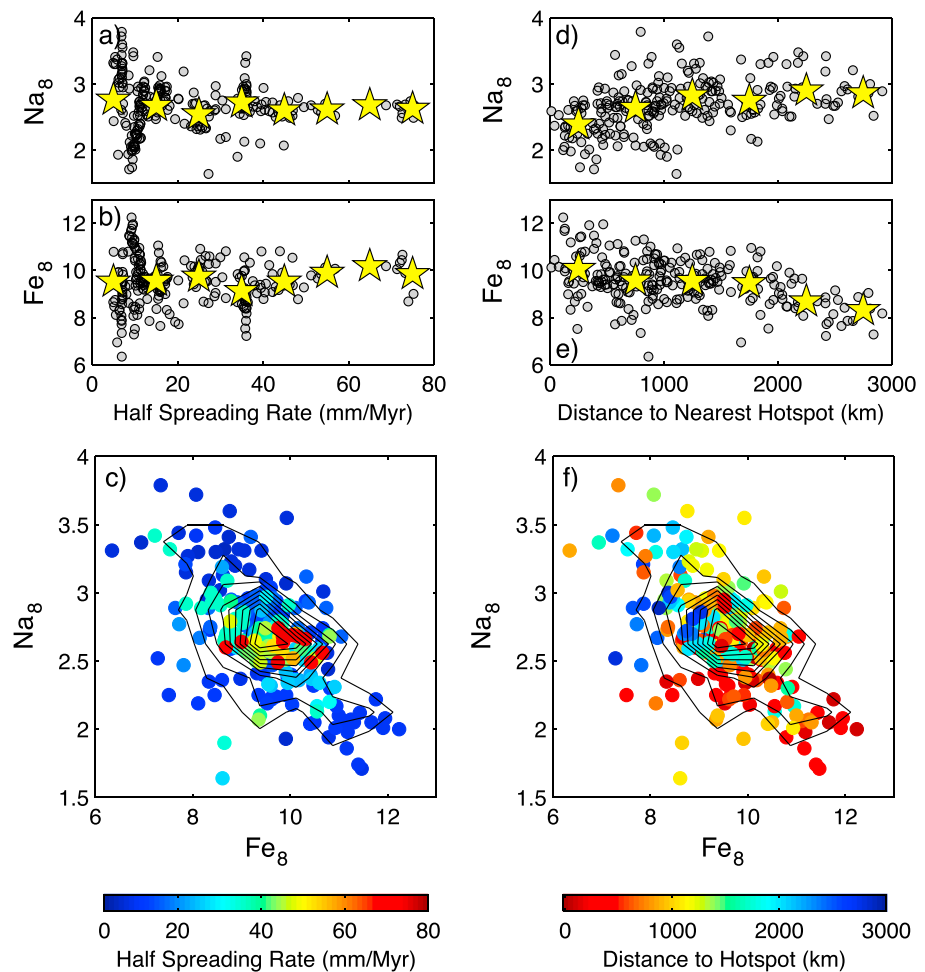 a)
4
3
2
Na8
b)
12
10
8
6
Fe8
0 20 40 60 80
Half Spreading Rate (mm/Myr)
d)
4
3
2
Na8
12
10
8
6
Fe8
e)
0 1000 2000 3000
Distance to Nearest Hotspot (km)
c)
4
3.5
3
2.5
2
1.5
Na8
6 8 10 12
Fe8
0 20 40 60 80
Half Spreading Rate (mm/Myr)
f)
4
3.5
3
2.5
2
1.5
Na8
6 8 10 12
Fe8
0 1000 2000 3000
Distance to Hotspot (km)